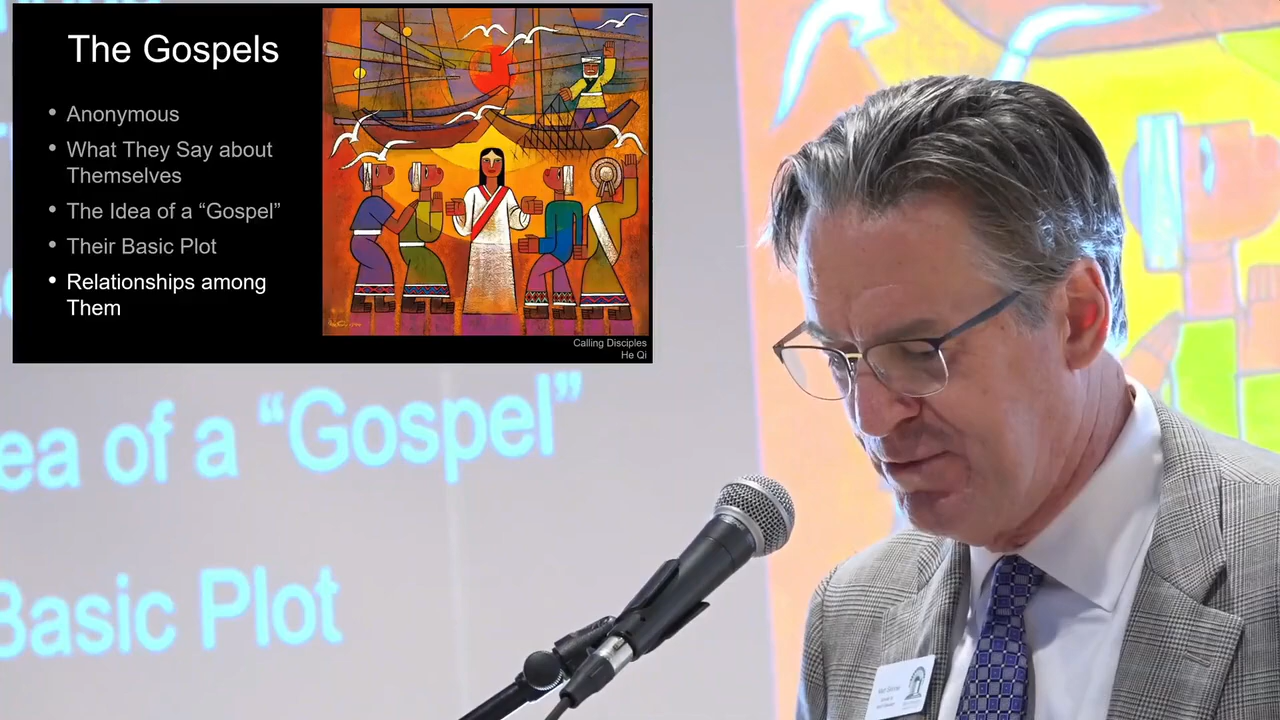 The Gospels
• Anonymous
• What They Say about
Themselves
• The Idea of a “Gospel”
• Their Basic Plot
• Relationships among
Them
Calling Disciples
He Qi
ea of a “Gospel”
Basic Plot